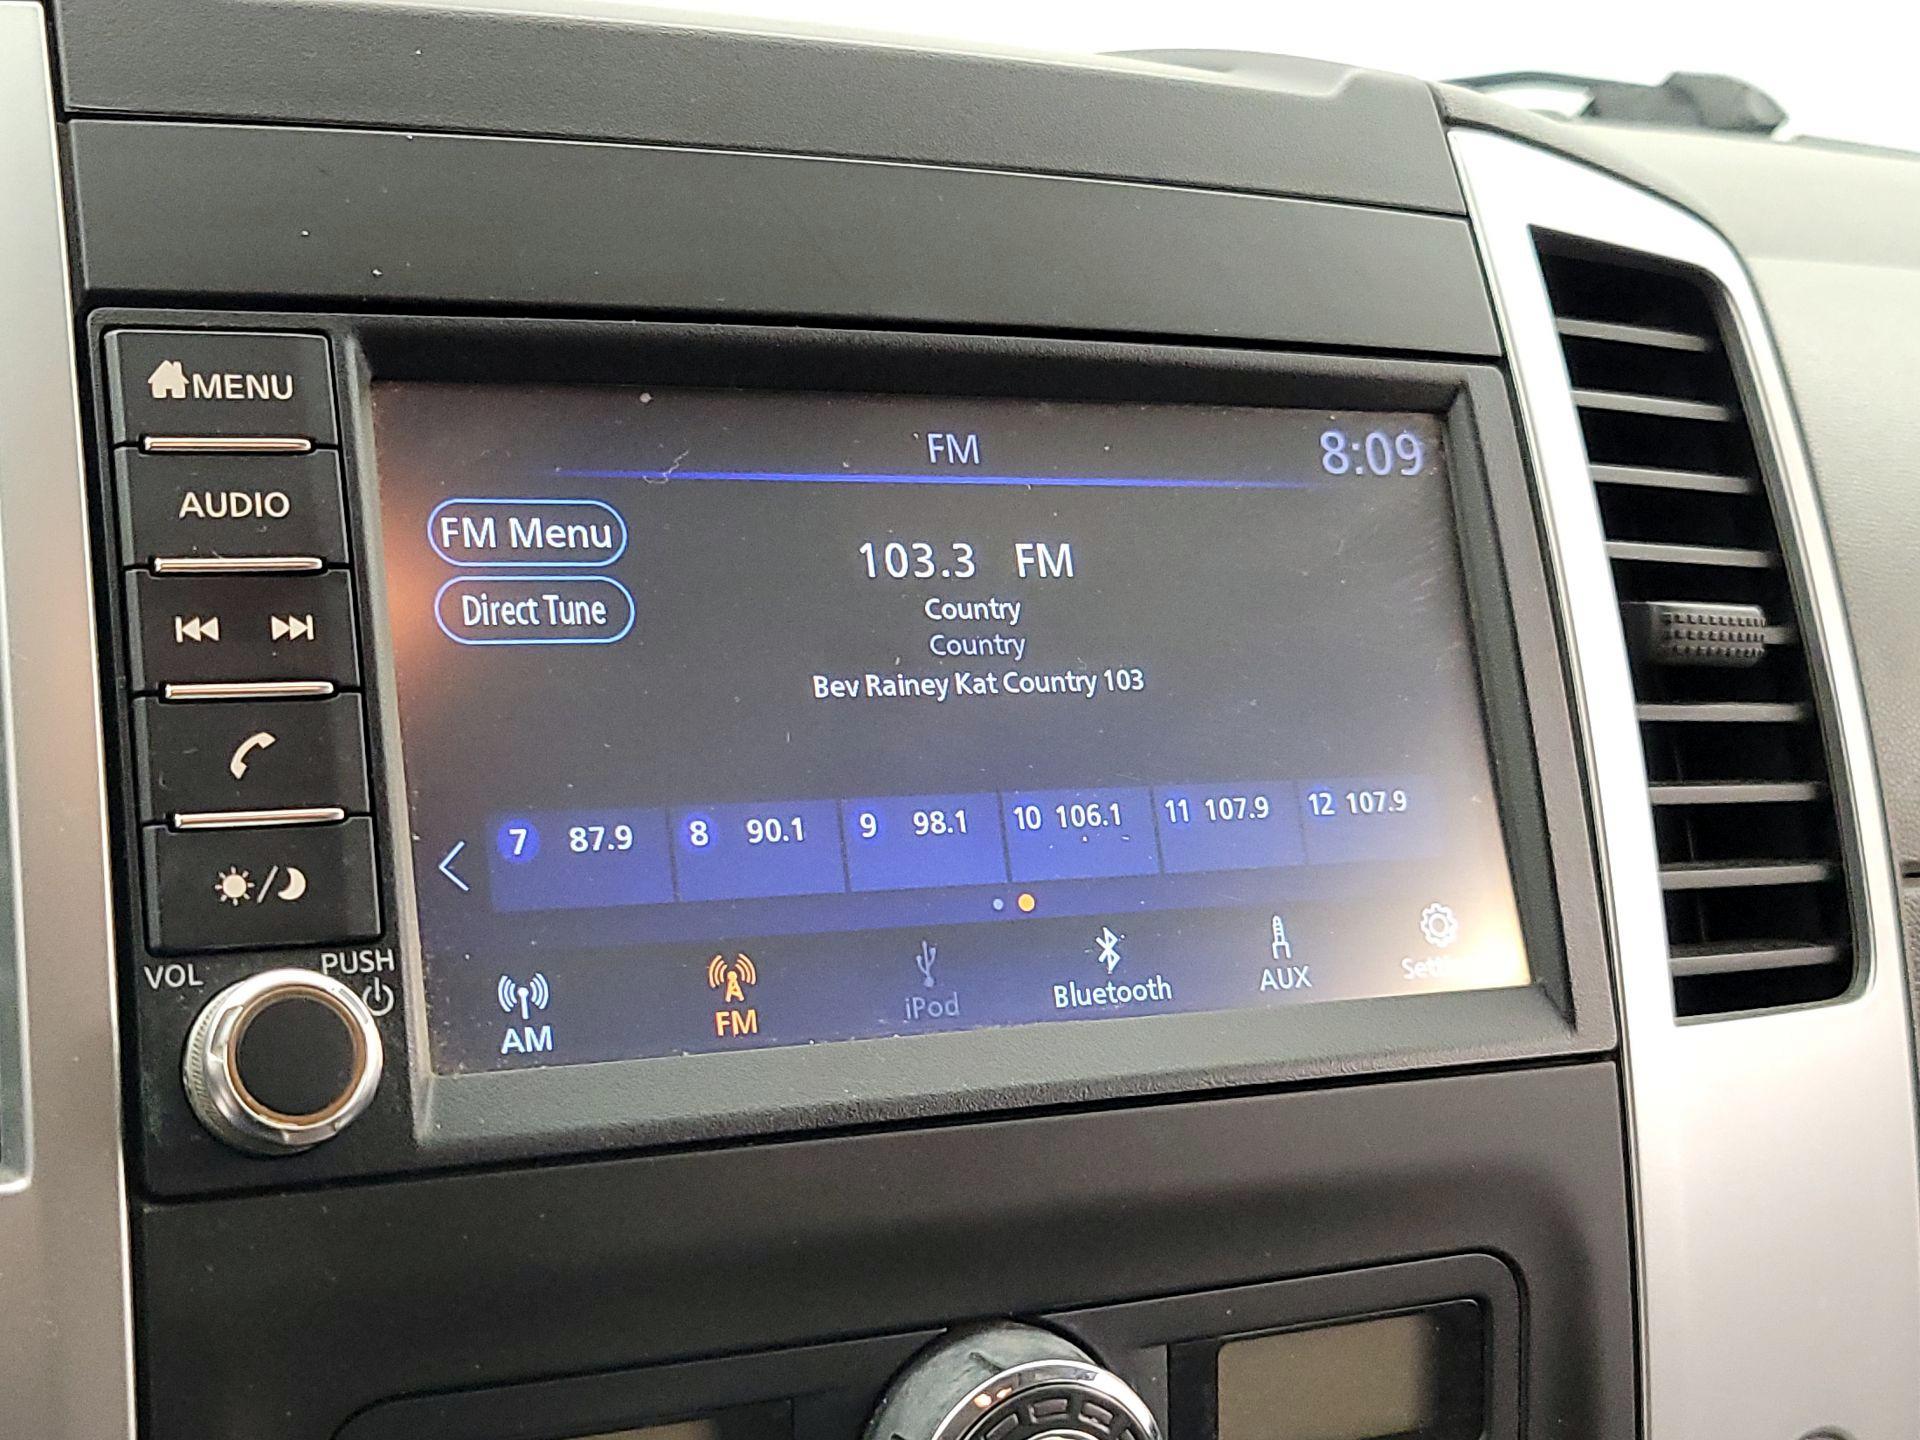 MENU
AUDIO
VOL
PUSH
FM
8:09
FM Menu
Direct Tune
103.3 FM
Country
Country
Bev Rainey Kat Country 103
7 87.9
8 90.1
9 98.1
10 106.1
11 107.9
12 107.9
AM
FM
iPod
Bluetooth
AUX